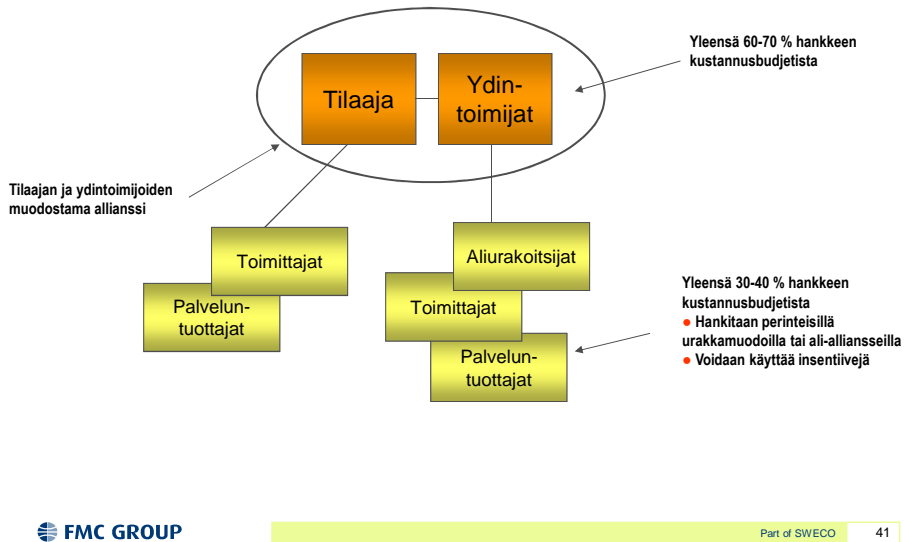 Yleensä 60-70 % hankkeen
kustannusbudjetista
Tilaaja
Ydin-
toimijat
Tilaajan ja ydintoimijoiden
muodostama allianssi
Toimittajat
Palvelun-
tuottajat
Aliurakoitsijat
Toimittajat
Palvelun-
tuottajat
Yleensä 30-40 % hankkeen
kustannusbudjetista
● Hankitaan perinteisillä
urakkamuodoilla tai ali-alliansseilla
● Voidaan käyttää insentiivejä
FMC GROUP
Part of SWECO
41